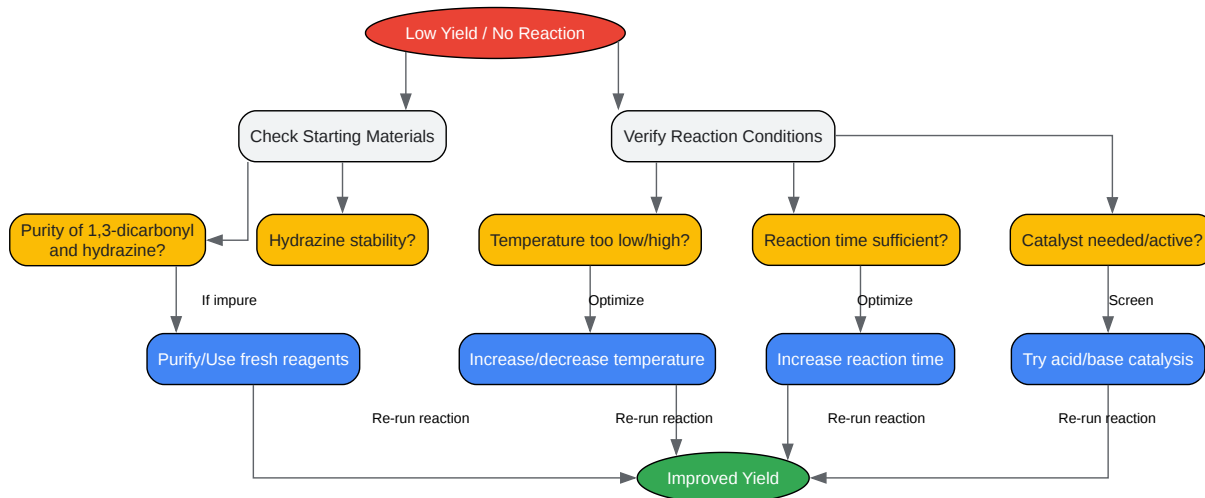 Low Yield / No Reaction
Check Starting Materials
Verify Reaction Conditions
Purity of 1,3-dicarbonyl
and hydrazine?
Hydrazine stability?
Temperature too low/high?
Reaction time sufficient?
Catalyst needed/active?
If impure
Optimize
Optimize
Screen
Purify/Use fresh reagents
Increase/decrease temperature
Increase reaction time
Try acid/base catalysis
Re-run reaction
Re-run reaction
Re-run reaction
Re-run reaction
Improved Yield